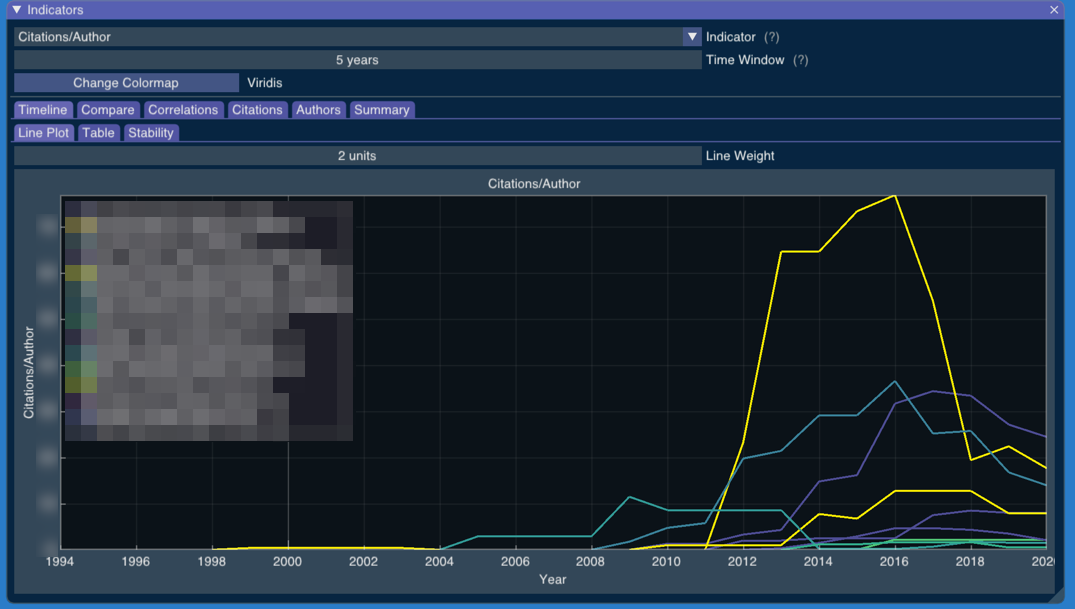 Indicators
Citations/Author Indicator (?)
5 years Time Window (?)
Change Colormap Viridis
Timeline Compare Correlations Citations Authors Summary
Line Plot Table Stability
2 units Line Weight
Citations/Author
Citations/Author
1994 1996 1998 2000 2002 2004 2006 2008 2010 2012 2014 2016 2018
Year